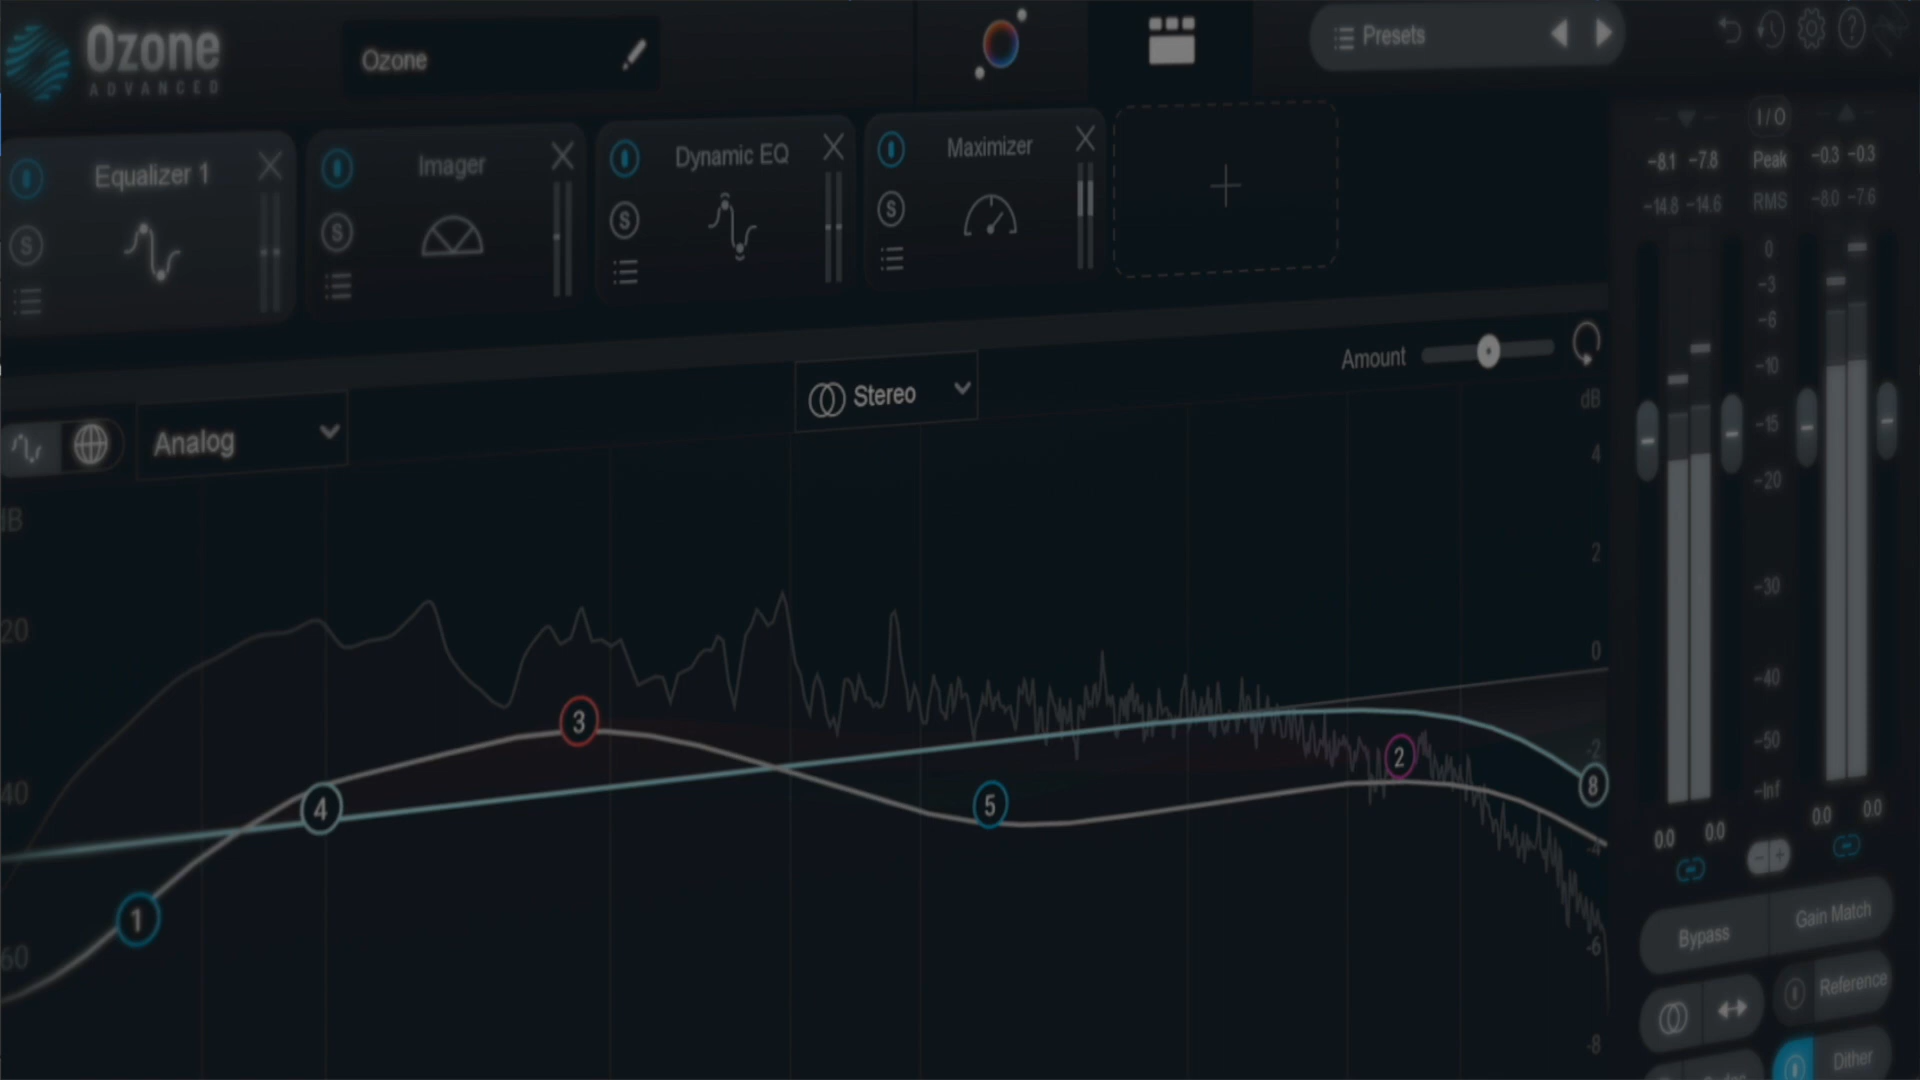 Ozone
ADVANCED
Ozone
Presets
?
Equalizer 1
S
Imager
S
Dynamic EQ
S
Maximizer
S
I/O
-8.1 -7.8 Peak -0.3 -0.3
-14.8 -14.6 RMS -8.0 -7.6
Analog
Stereo
Amount
dB
4
2
0
-2
-4
-6
-8
dB
20
40
60
1
4
3
5
2
8
0
-3
-6
-10
-15
-20
-30
-40
-50
-Inf
0.0 0.0 0.0 0.0
- +
Bypass
Gain Match
Reference
Dither